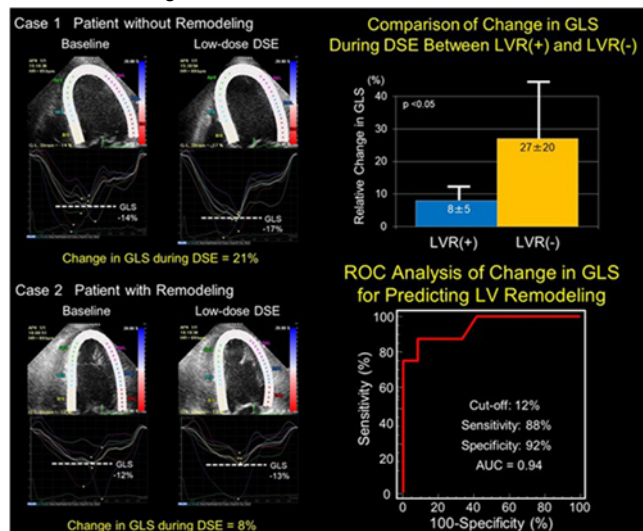 Case 1 Patient without Remodeling
Baseline
Low-dose DSE
GLS
-14%
GLS
-17%
Change in GLS during DSE = 21%
Case 2 Patient with Remodeling
Baseline
Low-dose DSE
GLS
-12%
GLS
-13%
Change in GLS during DSE = 8%
Comparison of Change in GLS
During DSE Between LVR(+) and LVR(-)
(%)
p <0.05
40
30
20
10
0
Relative Change in GLS
8±5
27±20
LVR(+)
LVR(-)
ROC Analysis of Change in GLS
for Predicting LV Remodeling
100
80
60
40
20
0
Sensitivity (%)
Cut-off: 12%
Sensitivity: 88%
Specificity: 92%
AUC = 0.94
0 20 40 60 80 100
100-Specificity (%)